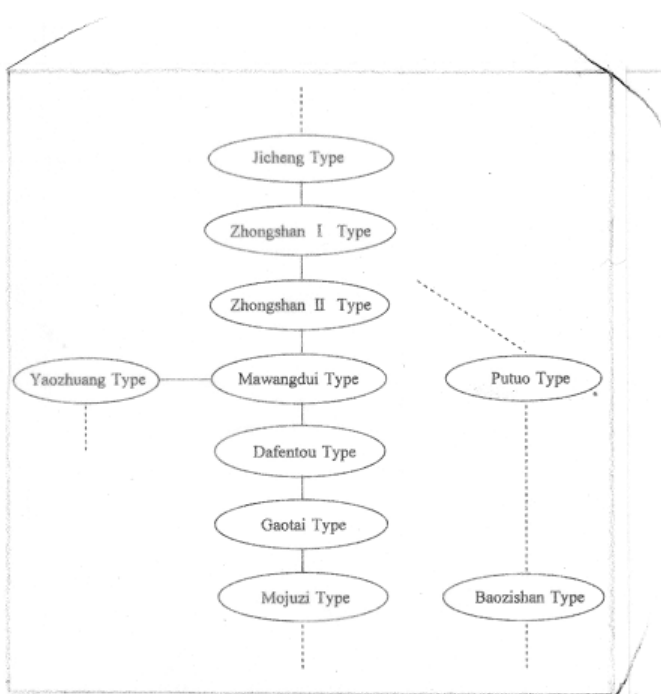 Jicheng Type
Zhongshan I Type
Zhongshan II Type
Yaozhuang Type
Mawangdui Type
Putuo Type
Dafentou Type
Gaotai Type
Mojuzi Type
Baozishan Type